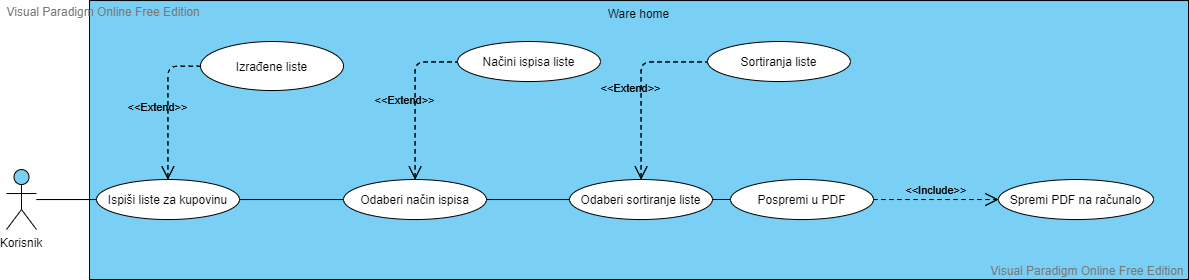 Visual Paradigm Online Free Edition
Ware home
Izrađene liste
Načini ispisa liste
Sortiranja liste
<<Extend>>
<<Extend>>
<<Extend>>
Korisnik
Ispiši liste za kupovinu
Odaberi način ispisa
Odaberi sortiranje liste
Pospremi u PDF
<<Include>>
Spremi PDF na računalo
Visual Paradigm Online Free Edition